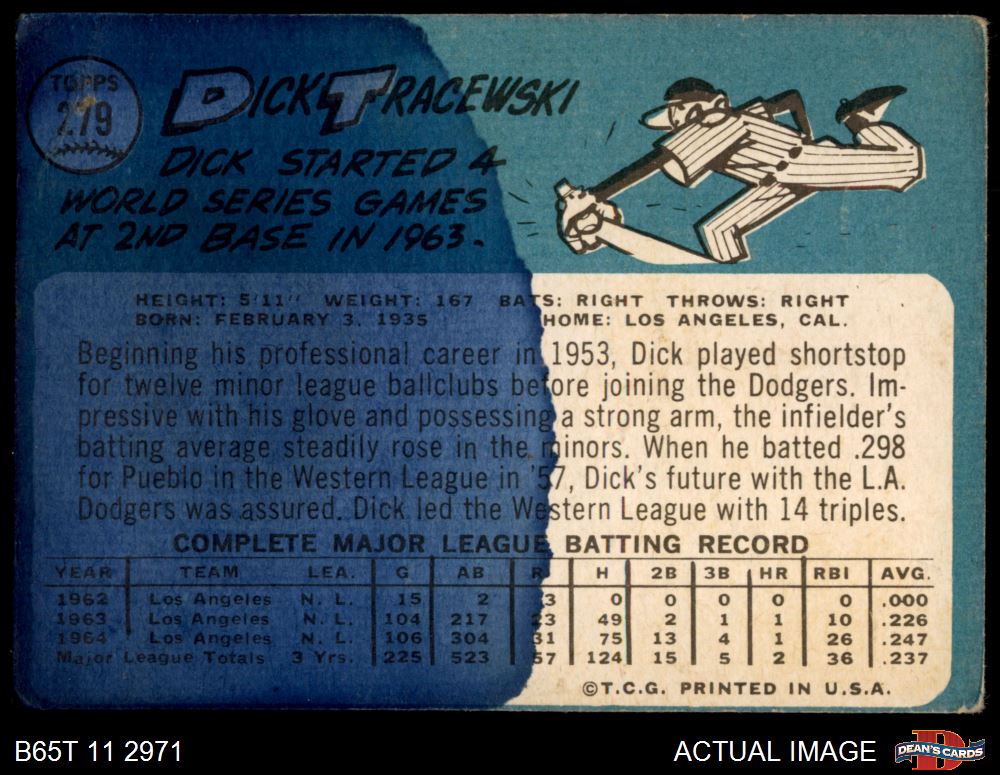 TOPPS
279
DICK TRACEWSKI
DICK STARTED 4
WORLD SERIES GAMES
AT 2ND BASE IN 1963.
HEIGHT: 5'11" WEIGHT: 167 BATS: RIGHT THROWS: RIGHT
BORN: FEBRUARY 3, 1935 HOME: LOS ANGELES, CAL.
Beginning his professional career in 1953, Dick played shortstop
for twelve minor league ballclubs before joining the Dodgers. Im-
pressive with his glove and possessing a strong arm, the infielder's
batting average steadily rose in the minors. When he batted .298
for Pueblo in the Western League in '57, Dick's future with the L.A.
Dodgers was assured. Dick led the Western League with 14 triples.
COMPLETE MAJOR LEAGUE BATTING RECORD
YEAR TEAM LEA. G AB R H 2B 3B HR RBI AVG.
1962 Los Angeles N. L. 15 2 3 0 0 0 0 0 .000
1963 Los Angeles N. L. 104 217 23 49 2 1 1 10 .226
1964 Los Angeles N. L. 106 304 31 75 13 4 1 26 .247
Major League Totals 3 Yrs. 225 523 57 124 15 5 2 36 .237
©T.C.G. PRINTED IN U.S.A.
B65T 11 2971 ACTUAL IMAGE
DEAN'S CARDS